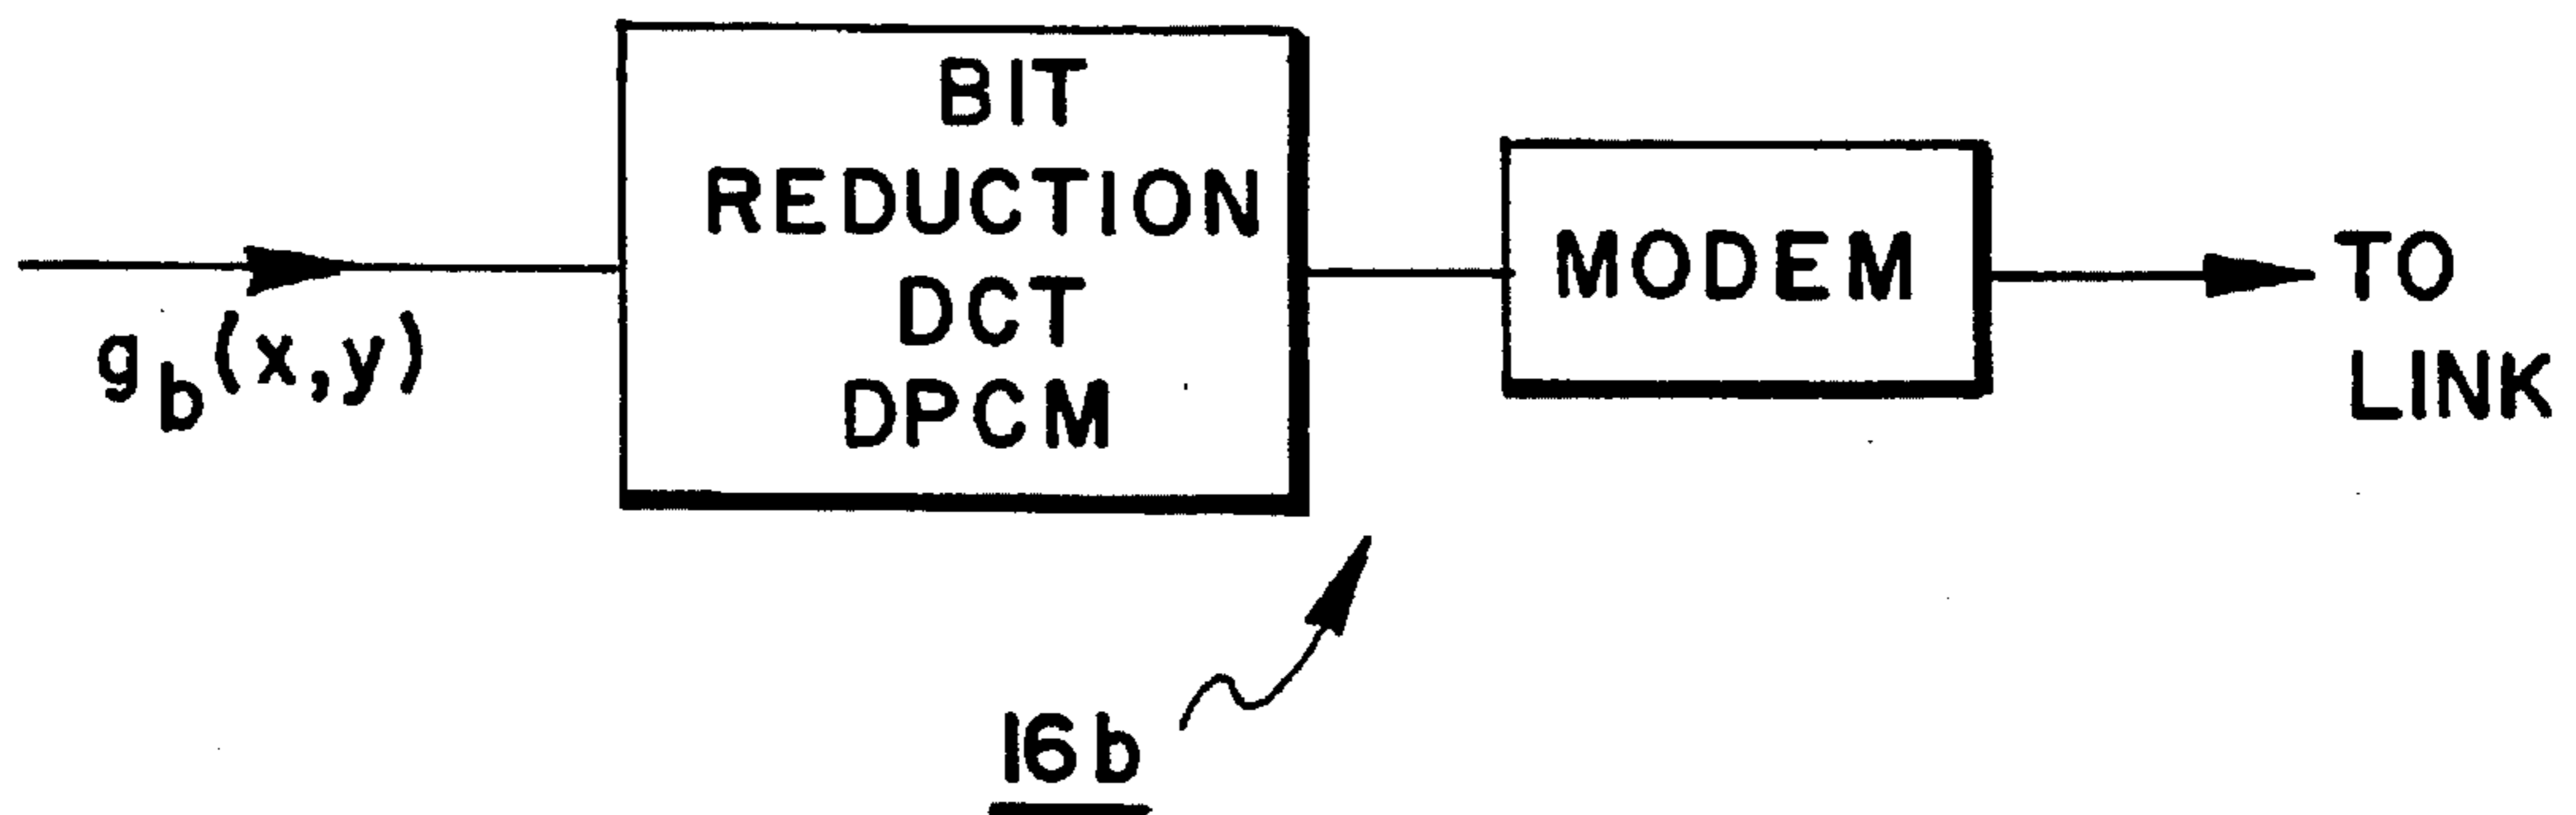 BIT
REDUCTION
DCT
DPCM
MODEM
TO
LINK
g_b(x,y)
16b